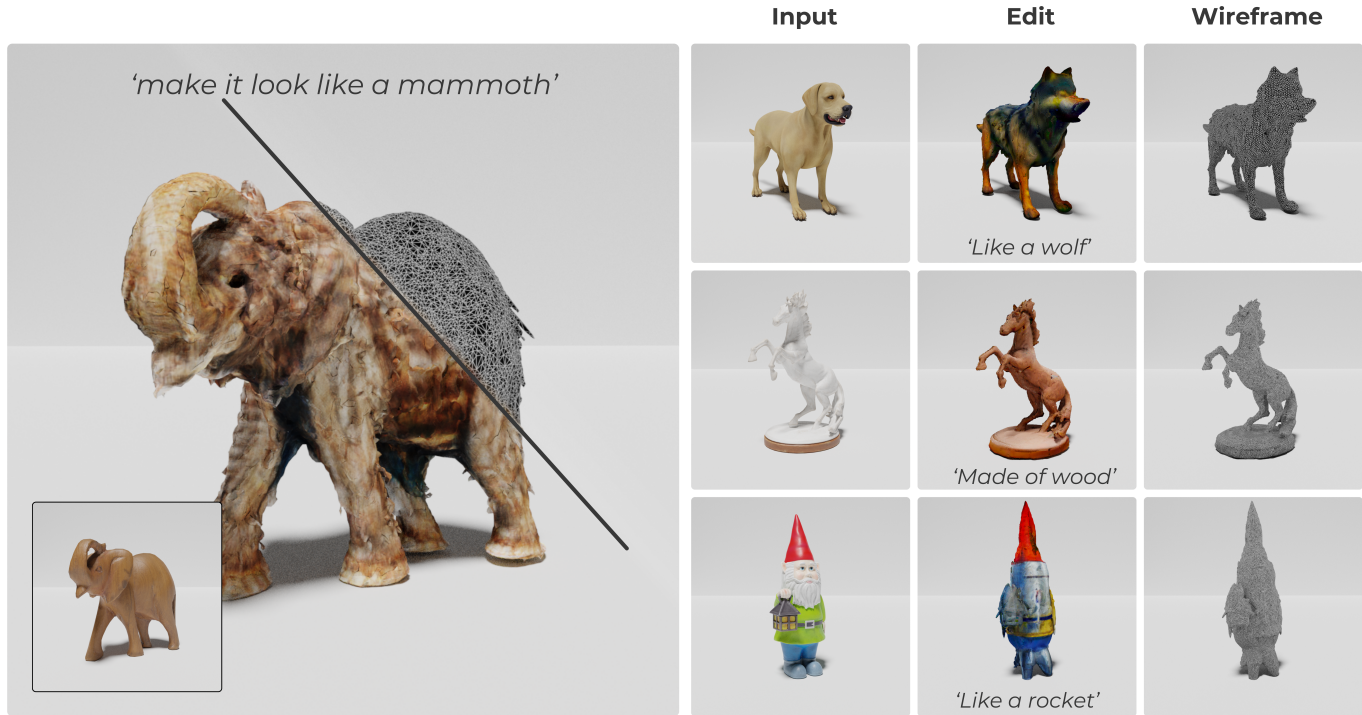 Input
Edit
Wireframe
‘make it look like a mammoth’
‘Like a wolf’
‘Made of wood’
‘Like a rocket’